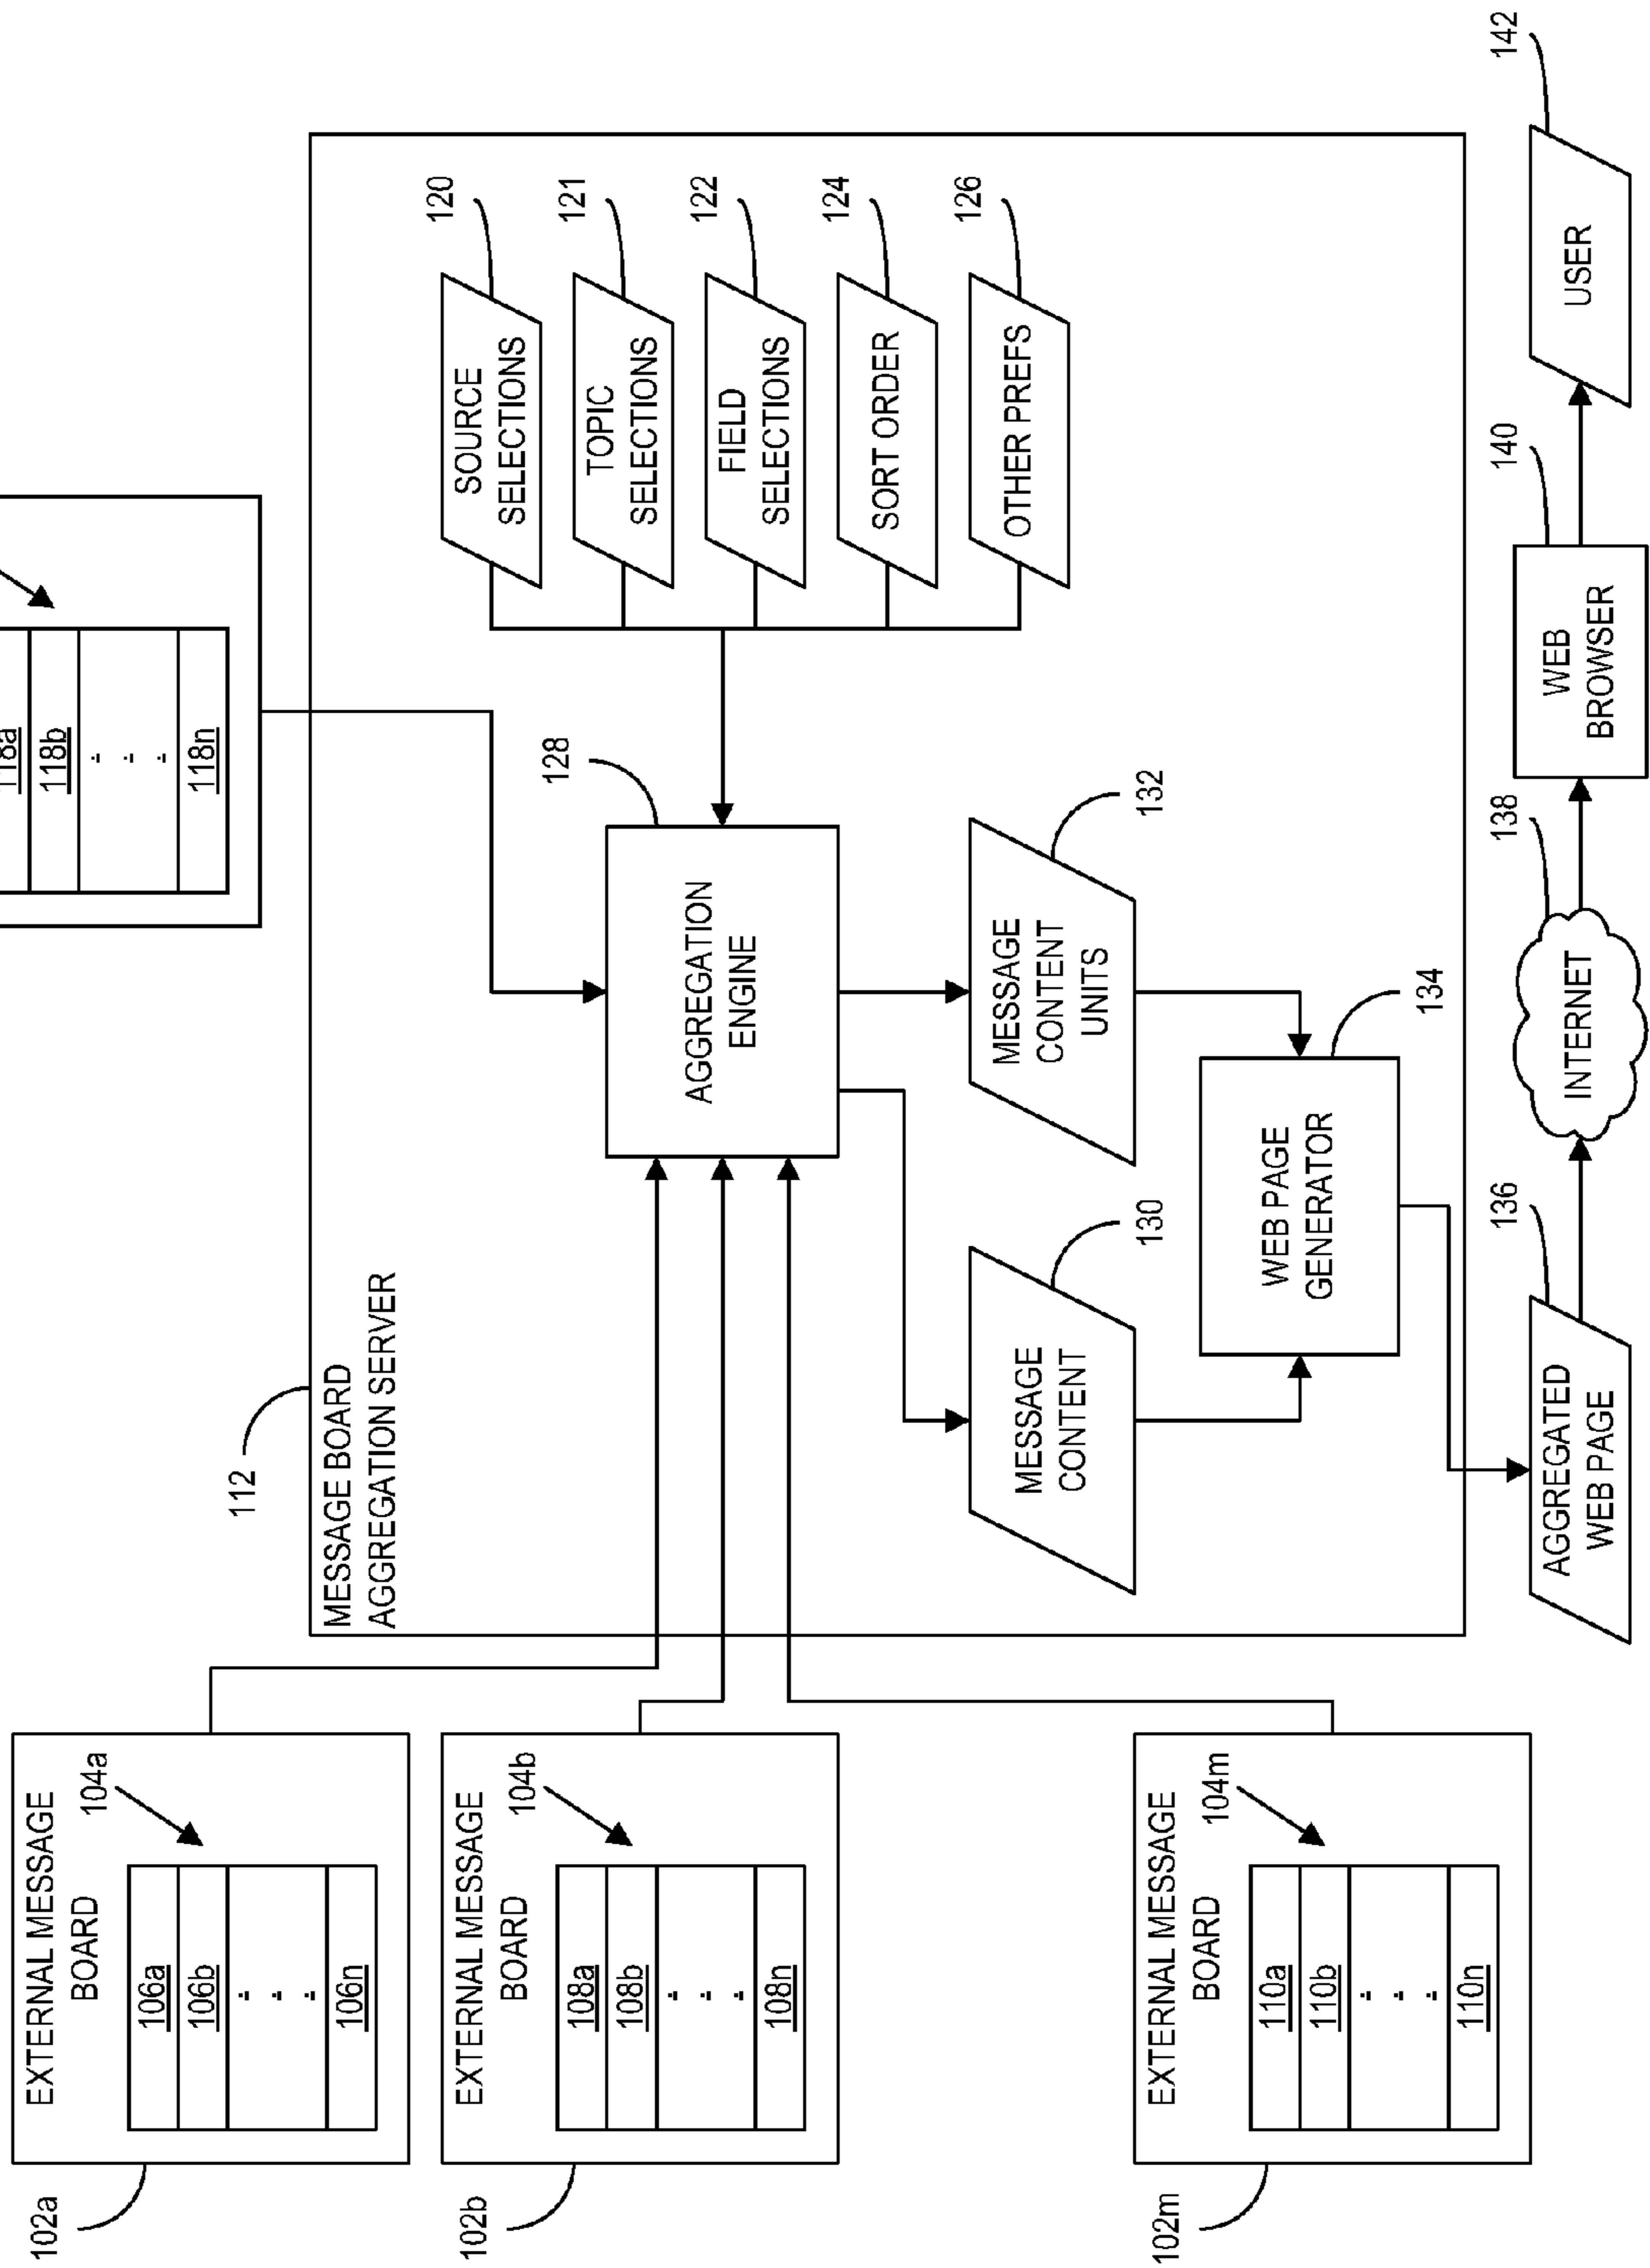 102a
EXTERNAL MESSAGE
BOARD
104a
106a
106b
106n
102b
EXTERNAL MESSAGE
BOARD
104b
108a
108b
108n
102m
EXTERNAL MESSAGE
BOARD
104m
110a
110b
110n
118a
118b
118n
112
MESSAGE BOARD
AGGREGATION SERVER
128
AGGREGATION
ENGINE
SOURCE
SELECTIONS
120
TOPIC
SELECTIONS
121
FIELD
SELECTIONS
122
SORT ORDER
124
OTHER PREFS
126
MESSAGE
CONTENT
130
MESSAGE
CONTENT
UNITS
132
WEB PAGE
GENERATOR
134
AGGREGATED
WEB PAGE
136
INTERNET
138
WEB
BROWSER
140
USER
142